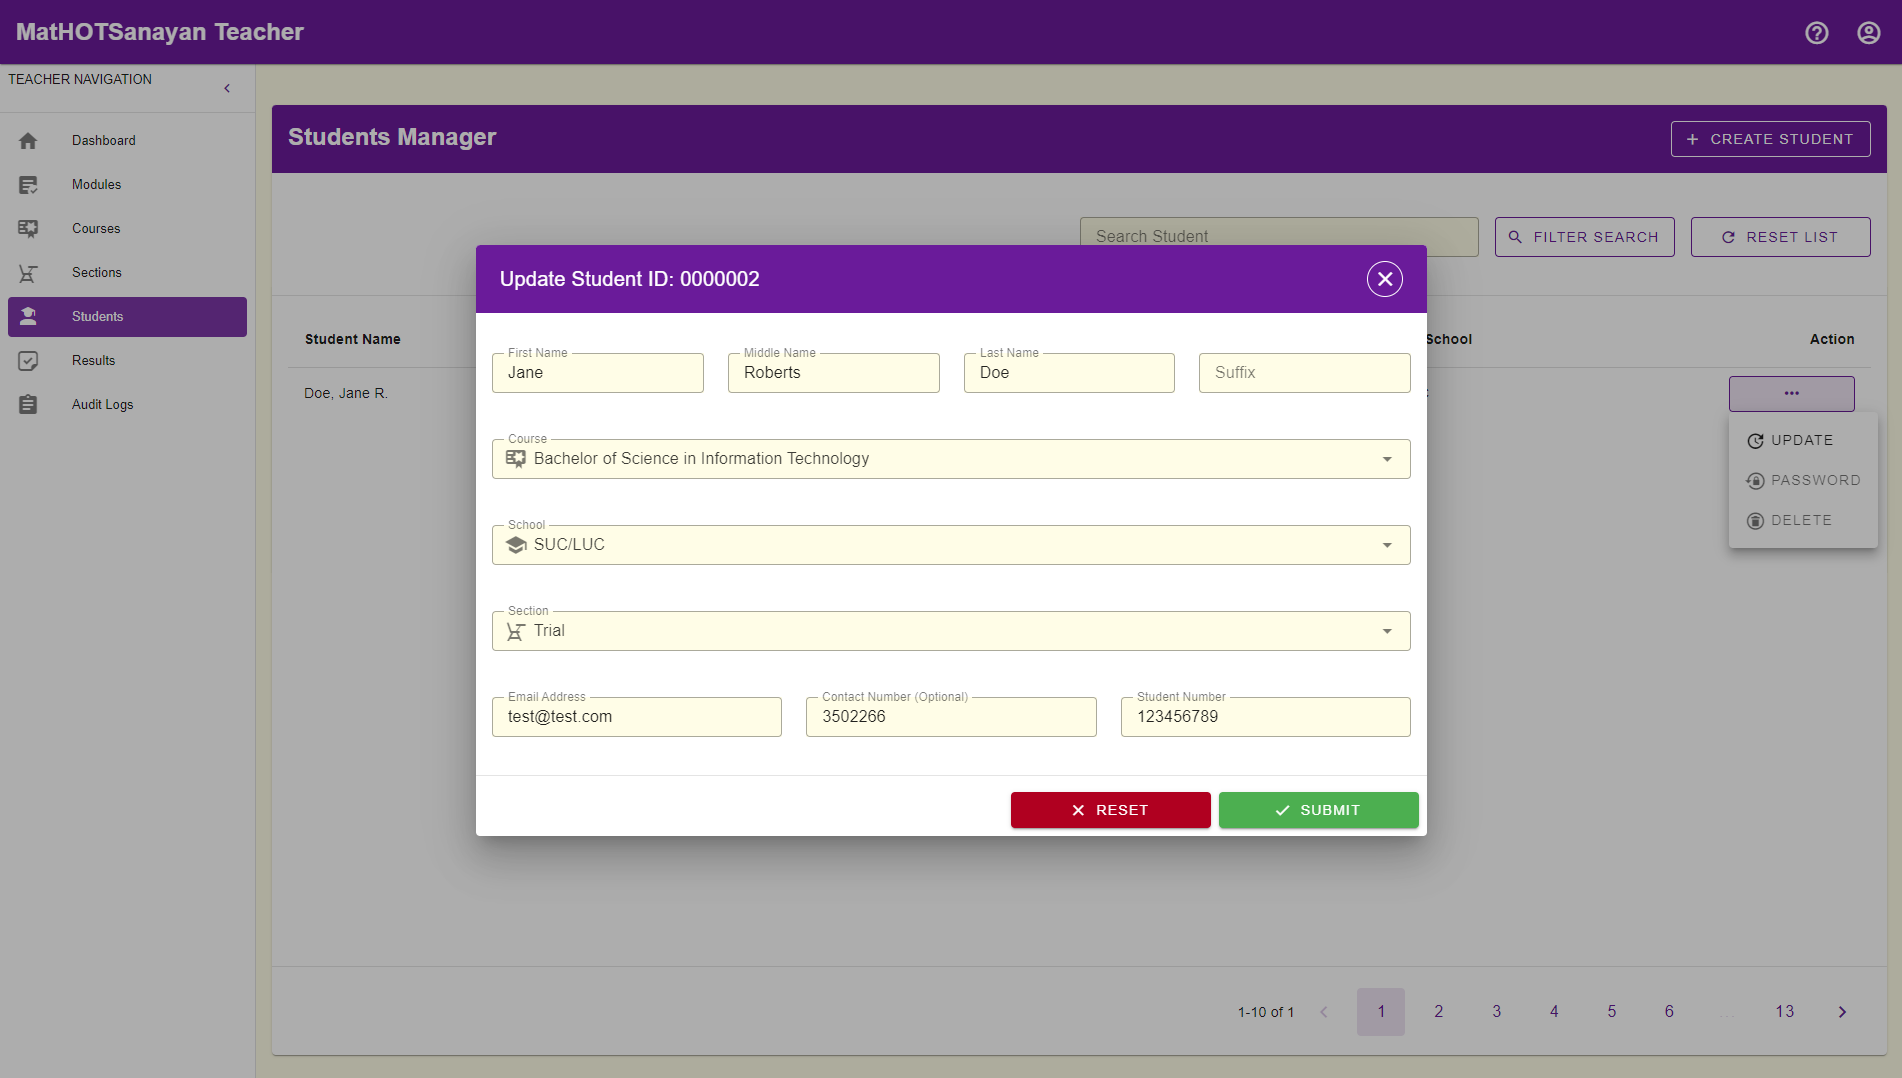 MatHOTSanayan Teacher
TEACHER NAVIGATION
Dashboard
Modules
Courses
Sections
Students
Results
Audit Logs
Students Manager
CREATE STUDENT
Search Student
FILTER SEARCH
RESET LIST
Student Name
School
Action
Doe, Jane R.
...
UPDATE
PASSWORD
DELETE
Update Student ID: 0000002
First Name
Jane
Middle Name
Roberts
Last Name
Doe
Suffix
Course
Bachelor of Science in Information Technology
School
SUC/LUC
Section
Trial
Email Address
test@test.com
Contact Number (Optional)
3502266
Student Number
123456789
RESET
SUBMIT
1-10 of 1
1 2 3 4 5 6 ... 13